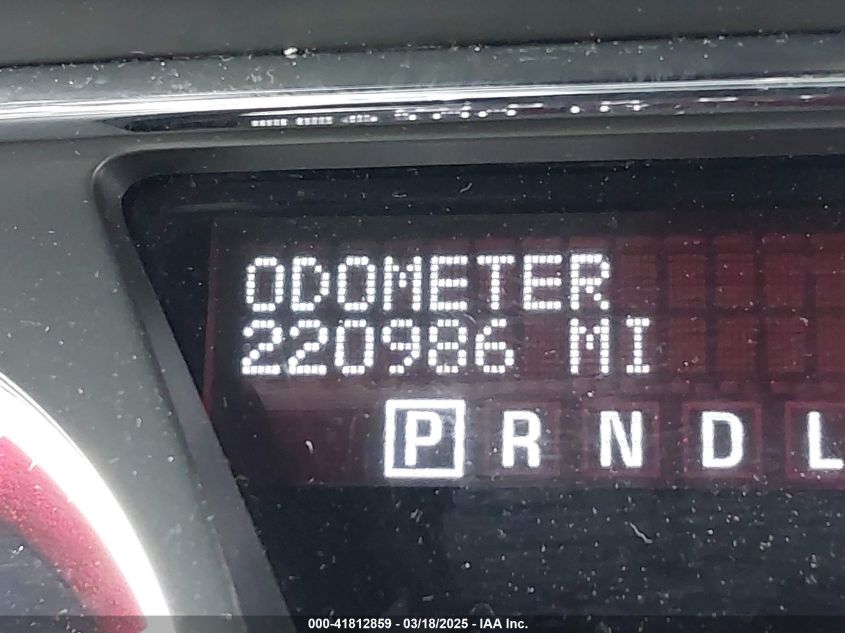 ODOMETER
220986 MI
P R N D L
000-41812859 / 03/18/2025 - IAA Inc.